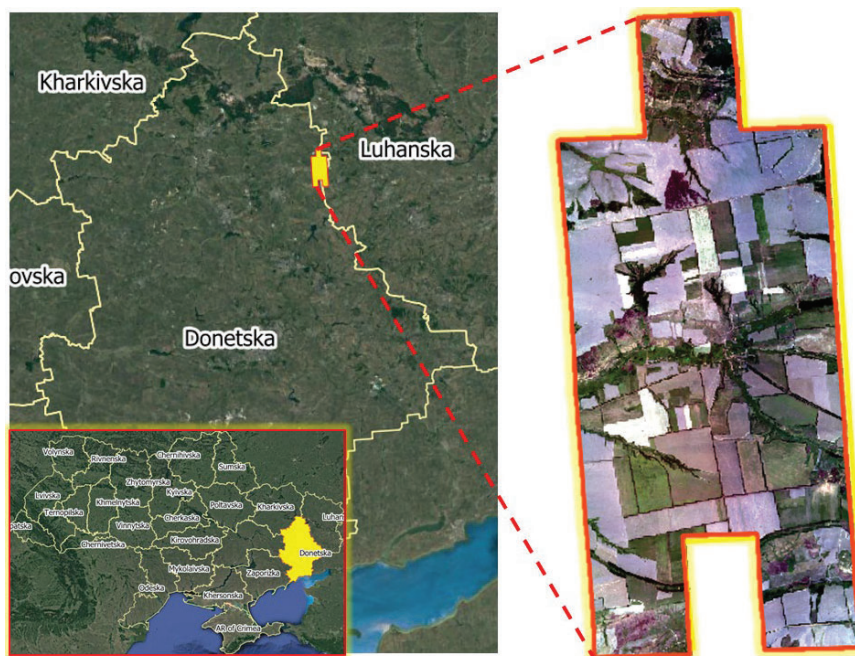 Kharkivska
Luhanska
ovska
Donetska
Volynska
Rivnenska
Chernihivska
Sumska
Zhytomyrska
Kyivska
Lvivska
Khmelnytska
Poltavska
Kharkivska
Luhan
Ternopilska
Cherkaska
patska
Vinnytska
Kirovohradska
Chernivetska
Donetska
Mykolaivska
Zaporizka
Odeska
Khersonska
AR of Crimea